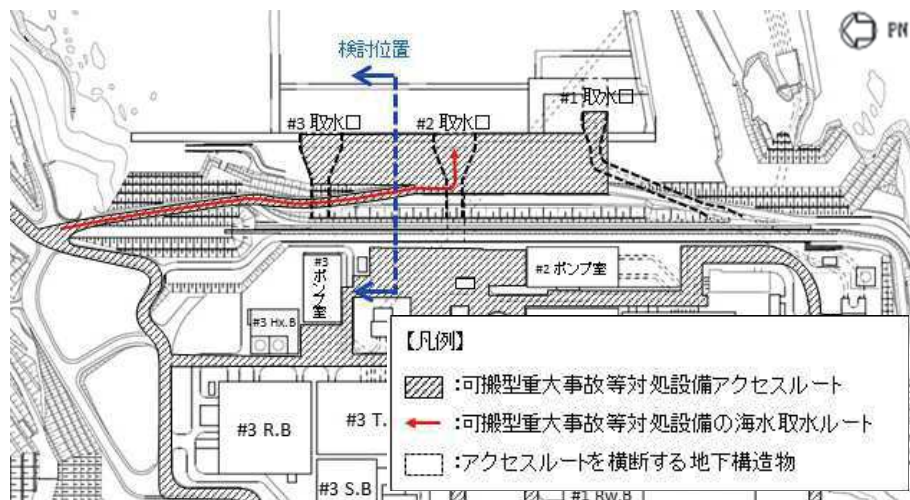 PN
検討位置
#1 取水口
#3 取水口
#2 取水口
#3
ポンプ室
#2 ポンプ室
#3 Hx.B
【凡例】
:可搬型重大事故等対処設備アクセスルート
#3 R.B
#3 T.
:可搬型重大事故等対処設備の海水取水ルート
:アクセスルートを横断する地下構造物
#3 S.B
#1 Rw.B